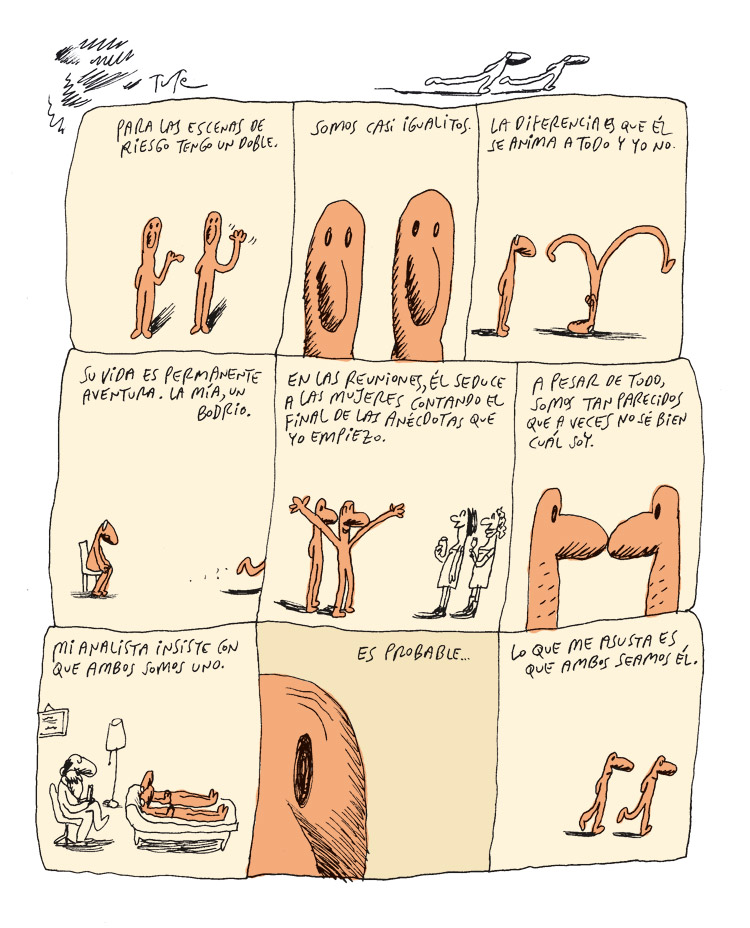 TUTE
PARA LAS ESCENAS DE
RIESGO TENGO UN DOBLE.
SOMOS CASI IGUALITOS.
LA DIFERENCIA ES QUE ÉL
SE ANIMA A TODO Y YO NO.
SU VIDA ES PERMANENTE
AVENTURA. LA MÍA, UN
BODRIO.
EN LAS REUNIONES, ÉL SEDUCE
A LAS MUJERES CONTANDO EL
FINAL DE LAS ANÉCDOTAS QUE
YO EMPIEZO.
A PESAR DE TODO,
SOMOS TAN PARECIDOS
QUE A VECES NO SÉ BIEN
CUÁL SOY.
MI ANALISTA INSISTE CON
QUE AMBOS SOMOS UNO.
ES PROBABLE...
LO QUE ME ASUSTA ES
QUE AMBOS SEAMOS ÉL.